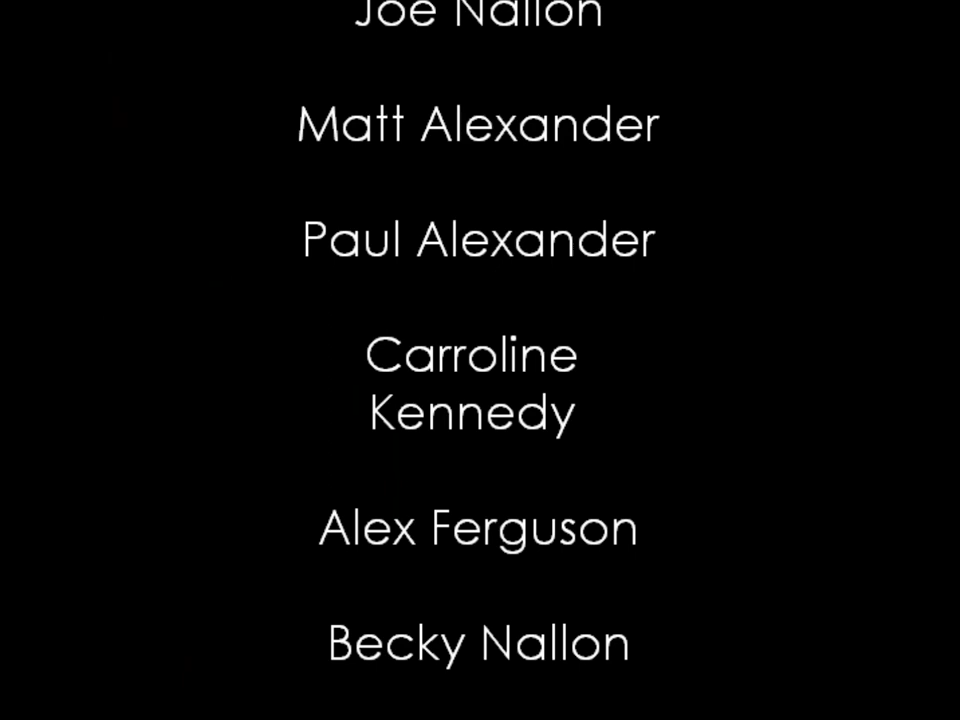 Joe Nallon
Matt Alexander
Paul Alexander
Carroline
Kennedy
Alex Ferguson
Becky Nallon